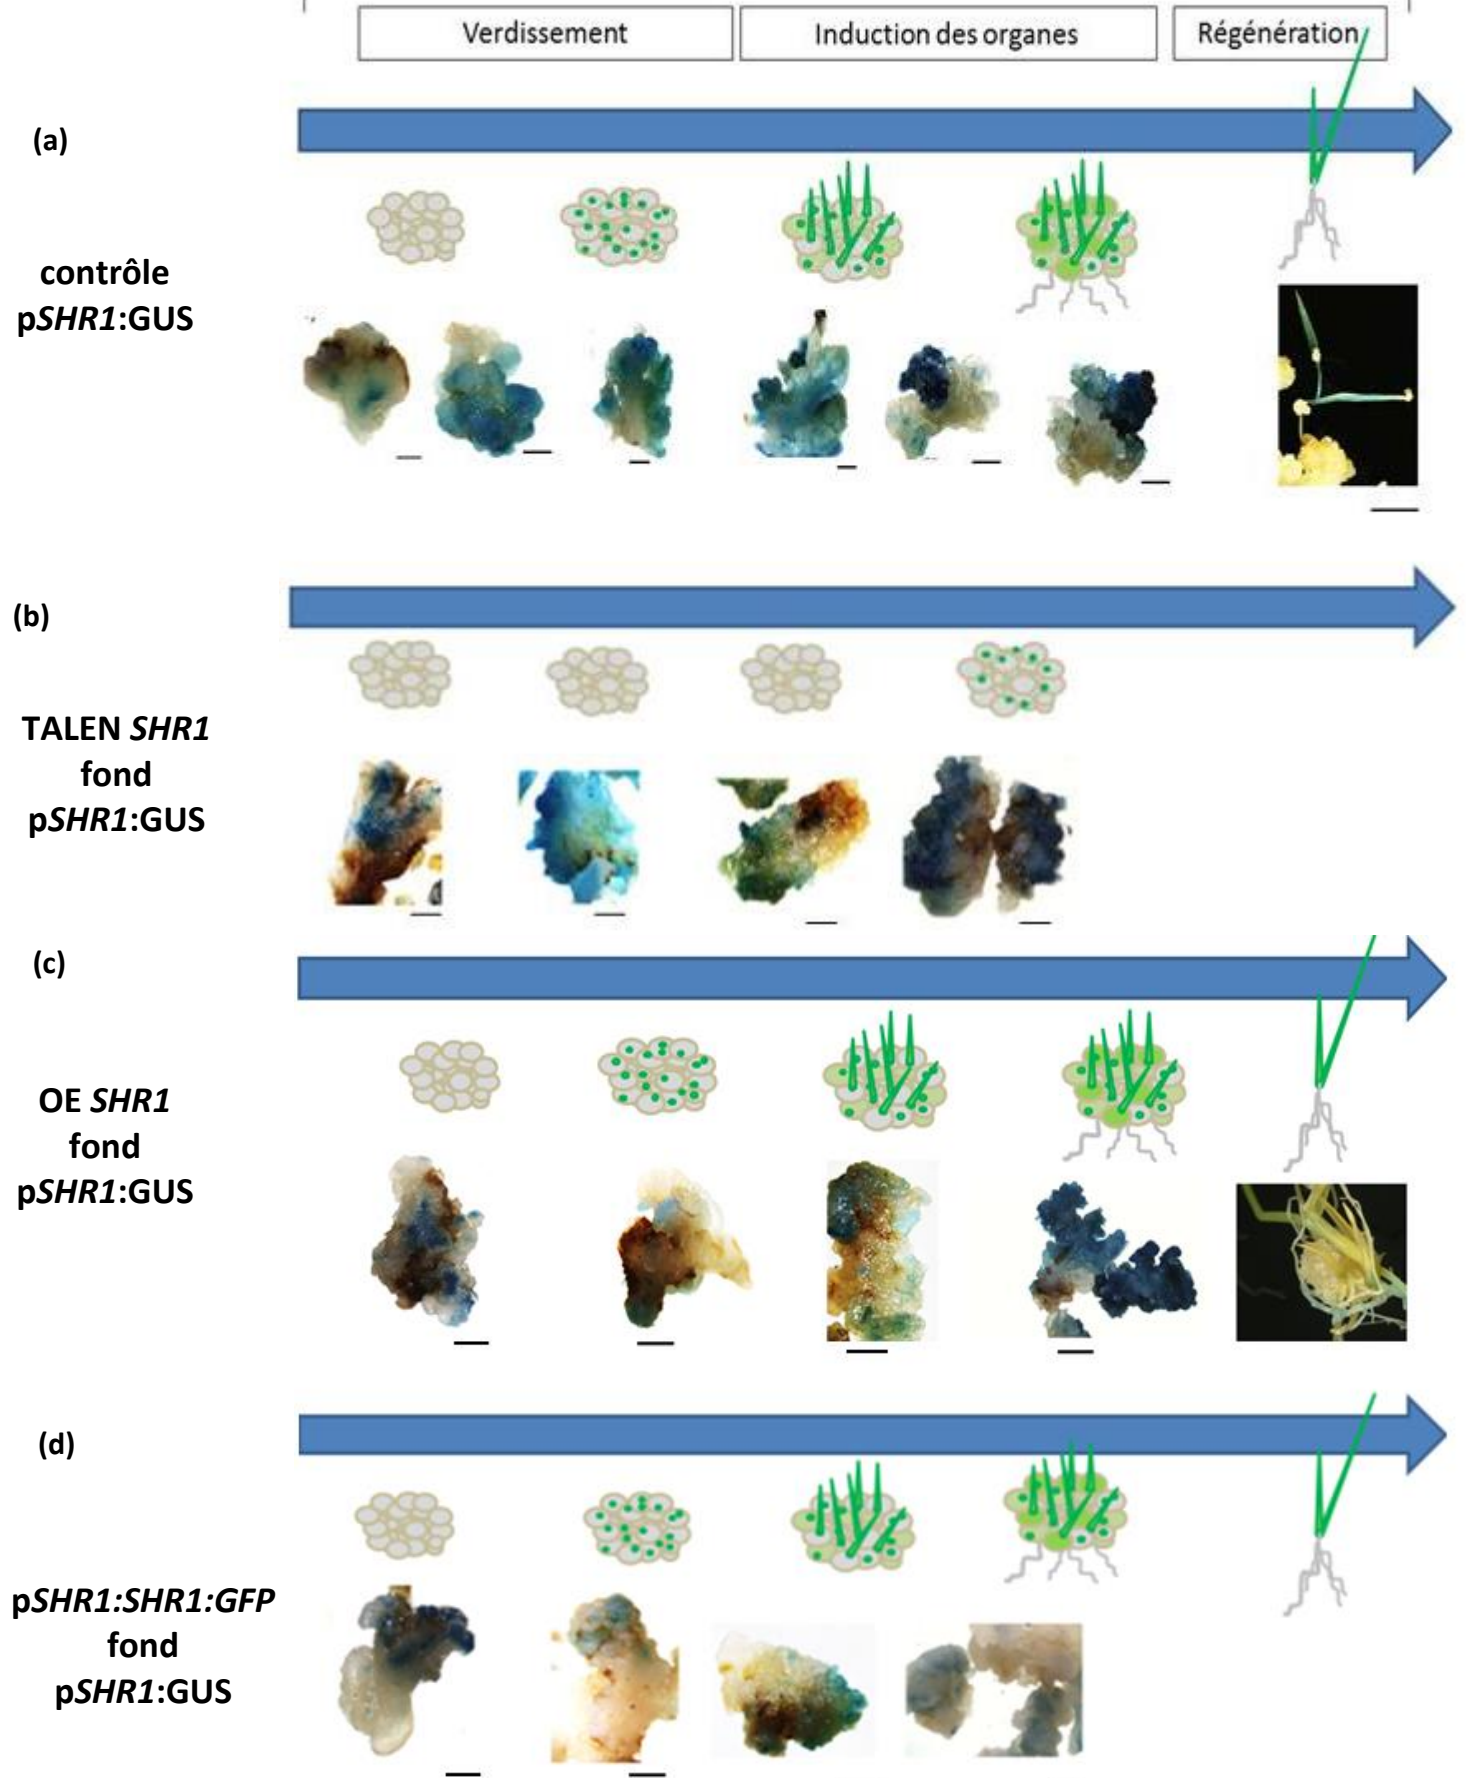 Verdissement
Induction des organes
Régénération
(a)
contrôle
pSHR1:GUS
(b)
TALEN SHR1
fond
pSHR1:GUS
(c)
OE SHR1
fond
pSHR1:GUS
(d)
pSHR1:SHR1:GFP
fond
pSHR1:GUS